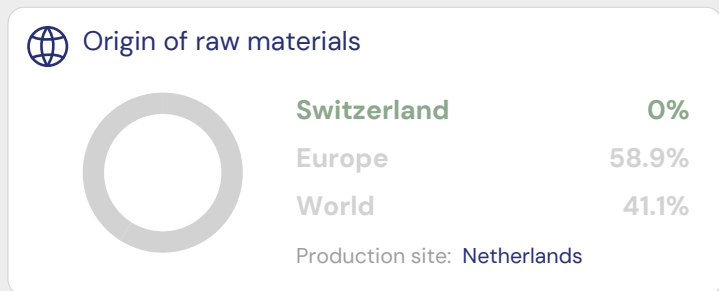 Origin of raw materials
Switzerland 0%
Europe 58.9%
World 41.1%
Production site: Netherlands